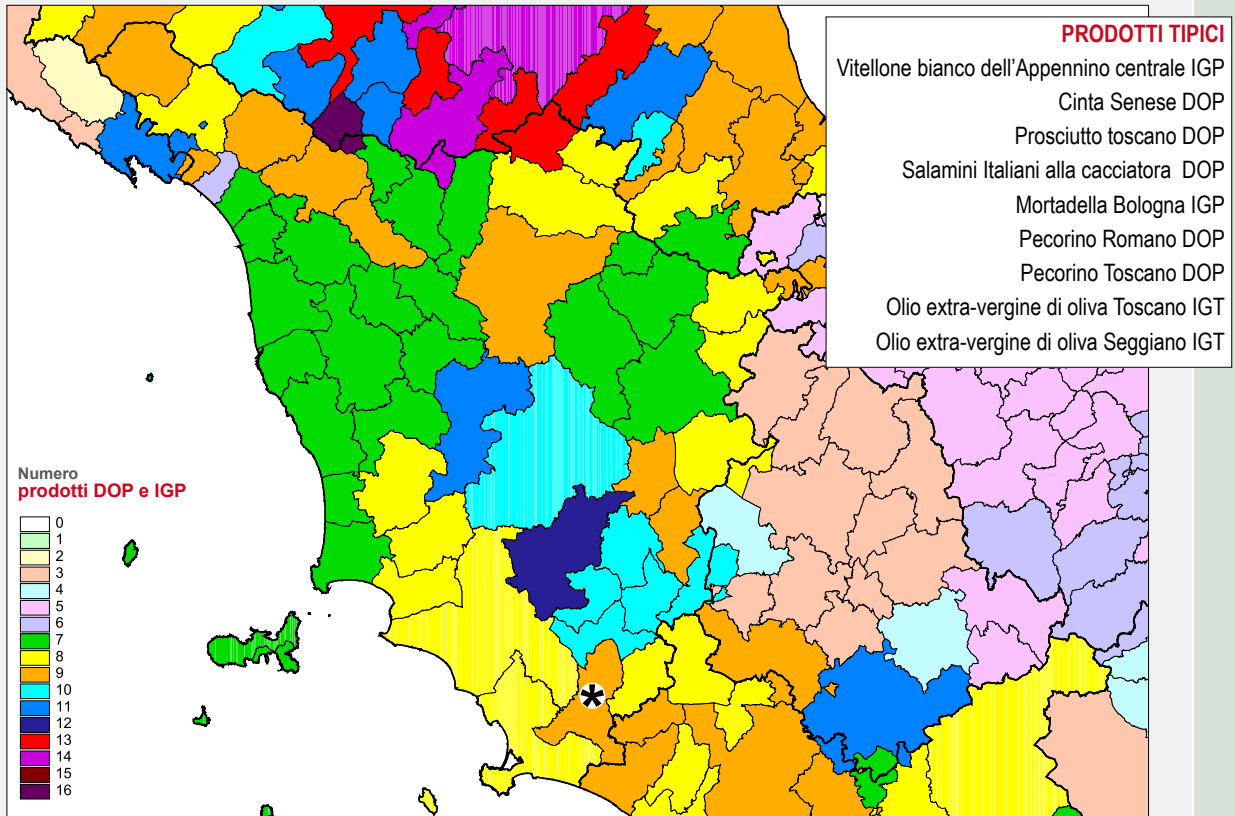 PRODOTTI TIPICI
Vitellone bianco dell’Appennino centrale IGP
Cinta Senese DOP
Prosciutto toscano DOP
Salamini Italiani alla cacciatora  DOP
Mortadella Bologna IGP
Pecorino Romano DOP
Pecorino Toscano DOP
Olio extra-vergine di oliva Toscano IGT
Olio extra-vergine di oliva Seggiano IGT
Numero
prodotti DOP e IGP
0
1
2
3
4
5
6
7
8
9
10
11
12
13
14
15
16
*